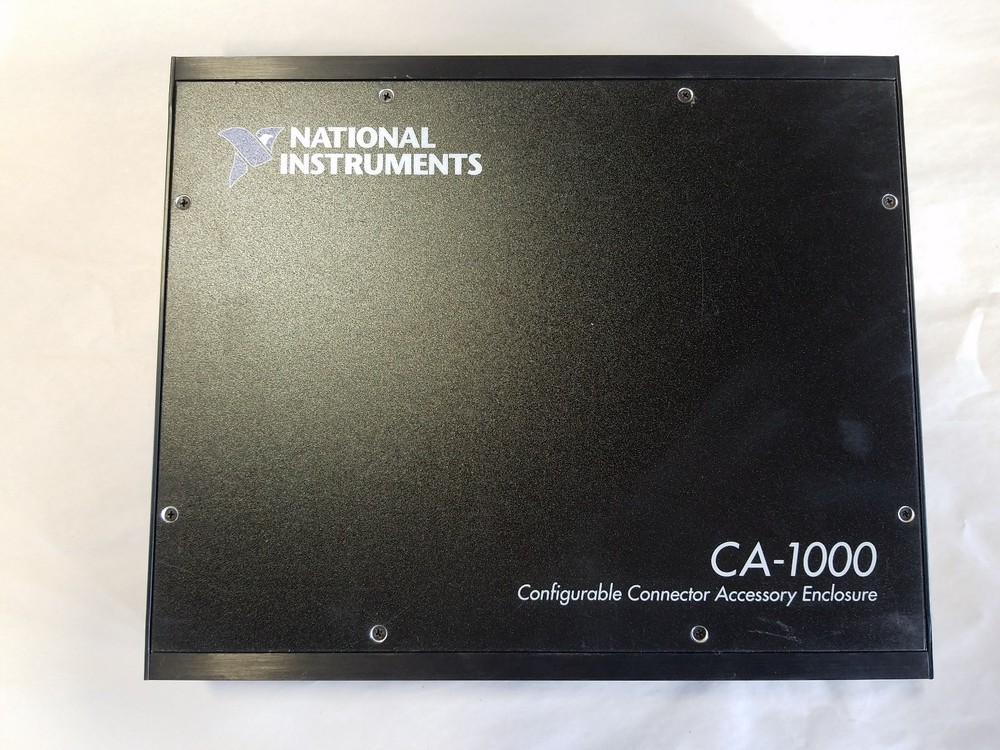 NATIONAL
INSTRUMENTS
CA-1000
Configurable Connector Accessory Enclosure